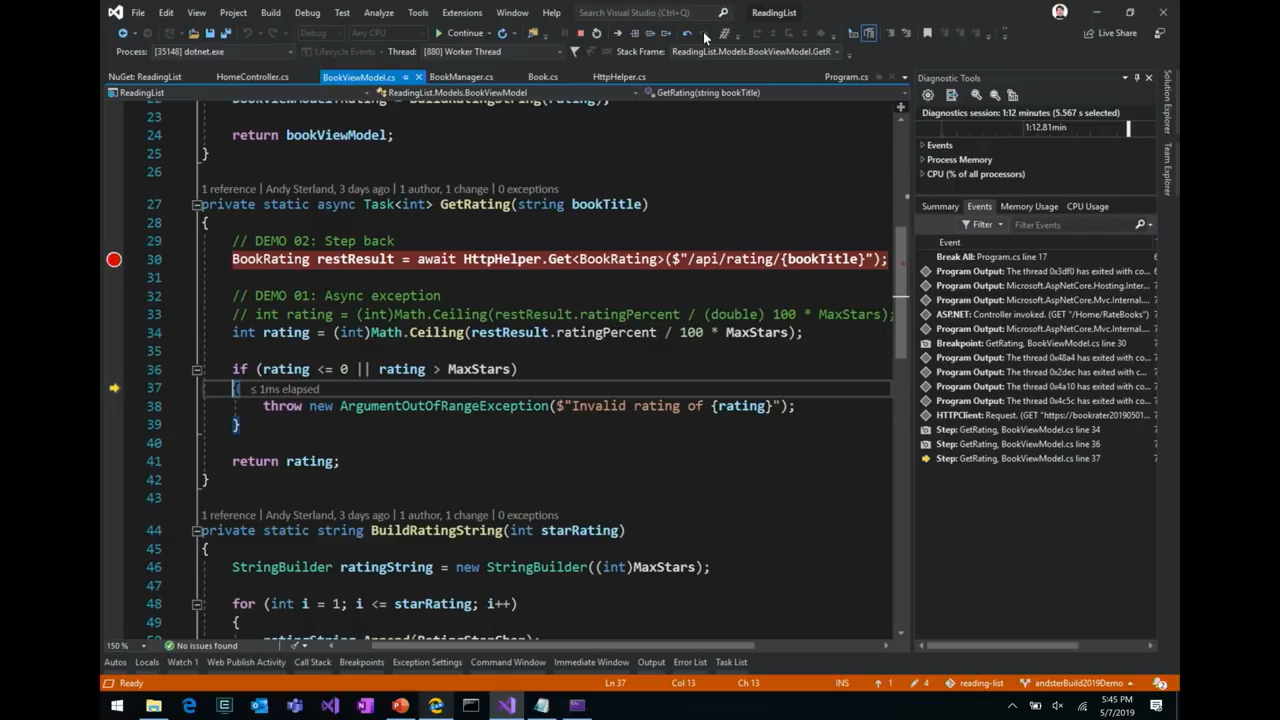 File Edit View Project Build Debug Test Analyze Tools Extensions Window Help Search Visual Studio (Ctrl+Q) ReadingList
Debug Any CPU Continue Live Share
Process: [35148] dotnet.exe Lifecycle Events Thread: [880] Worker Thread Stack Frame: ReadingList.Models.BookViewModel.GetR
NuGet: ReadingList HomeController.cs BookViewModel.cs BookManager.cs Book.cs HttpHelper.cs Program.cs
ReadingList ReadingList.Models.BookViewModel GetRating(string bookTitle)
23
24 return bookViewModel;
25 }
26
1 reference | Andy Sterland, 3 days ago | 1 author, 1 change | 0 exceptions
27 private static async Task<int> GetRating(string bookTitle)
28 {
29 // DEMO 02: Step back
30 BookRating restResult = await HttpHelper.Get<BookRating>($"/api/rating/{bookTitle}");
31
32 // DEMO 01: Async exception
33 // int rating = (int)Math.Ceiling(restResult.ratingPercent / (double) 100 * MaxStars);
34 int rating = (int)Math.Ceiling(restResult.ratingPercent / 100 * MaxStars);
35
36 if (rating <= 0 || rating > MaxStars)
37 { ≤ 1ms elapsed
38 throw new ArgumentOutOfRangeException($"Invalid rating of {rating}");
39 }
40
41 return rating;
42 }
43
1 reference | Andy Sterland, 3 days ago | 1 author, 1 change | 0 exceptions
44 private static string BuildRatingString(int starRating)
45 {
46 StringBuilder ratingString = new StringBuilder((int)MaxStars);
47
48 for (int i = 1; i <= starRating; i++)
49 {
150 % No issues found
Diagnostic Tools
Diagnostics session: 1:12 minutes (5.567 s selected)
1:12.81min
Events
Process Memory
CPU (% of all processors)
Summary Events Memory Usage CPU Usage
Filter Filter Events
Event
Break All: Program.cs line 17
Program Output: The thread 0x3df0 has exited with co... 6
Program Output: Microsoft.AspNetCore.Hosting.Inter...
Program Output: Microsoft.AspNetCore.Mvc.Internal...
ASP.NET: Controller invoked. (GET "/Home/RateBooks")
Program Output: Microsoft.AspNetCore.Mvc.Internal...
Breakpoint: GetRating, BookViewModel.cs line 30
Program Output: The thread 0x48a4 has exited with co...
Program Output: The thread 0x2dec has exited with co...
Program Output: The thread 0x4a10 has exited with co...
Program Output: The thread 0x4c5c has exited with co...
HTTPClient: Request. (GET "https://bookrater20190501... 7
Step: GetRating, BookViewModel.cs line 34 7
Step: GetRating, BookViewModel.cs line 36 7
Step: GetRating, BookViewModel.cs line 37 7
Solution Explorer
Team Explorer
Autos Locals Watch 1 Web Publish Activity Call Stack Breakpoints Exception Settings Command Window Immediate Window Output Error List Task List
Ready Ln 37 Col 13 Ch 13 INS 1 4 reading-list andsterBuild2019Demo 2
5:45 PM
5/7/2019